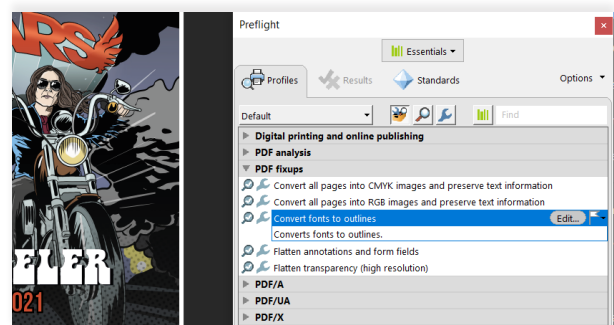 Preflight
Essentials
Profiles
Results
Standards
Options
Default
Find
Digital printing and online publishing
PDF analysis
PDF fixups
Convert all pages into CMYK images and preserve text information
Convert all pages into RGB images and preserve text information
Convert fonts to outlines
Edit...
Converts fonts to outlines.
Flatten annotations and form fields
Flatten transparency (high resolution)
PDF/A
PDF/UA
PDF/X
ARS
ELER
021